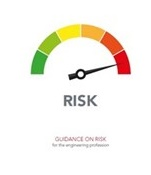 RISK
GUIDANCE ON RISK
for the engineering profession